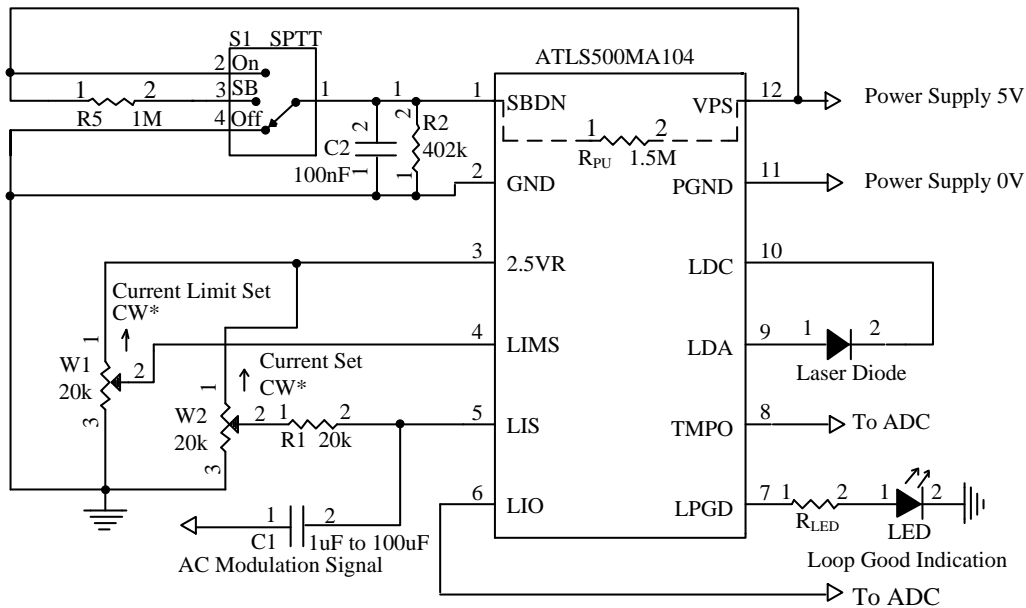 S1 SPTT
ATLS500MA104
2 On
3 SB
4 Off
1 2
R5 1M
1
1
2
R2
402k
1
2
C2
100nF
1
1 SBDN
VPS 12
Power Supply 5V
1 2
RPU 1.5M
2 GND
PGND 11
Power Supply 0V
3 2.5VR
LDC 10
Current Limit Set
CW*
1
W1
20k
2
3
4 LIMS
LDA 9
1 2
Laser Diode
Current Set
CW*
1
W2
20k
2
3
1 2
R1 20k
5 LIS
TMPO 8
To ADC
6 LIO
LPGD 7
1 2
RLED
1 2
LED
Loop Good Indication
1 2
C1 1uF to 100uF
AC Modulation Signal
To ADC